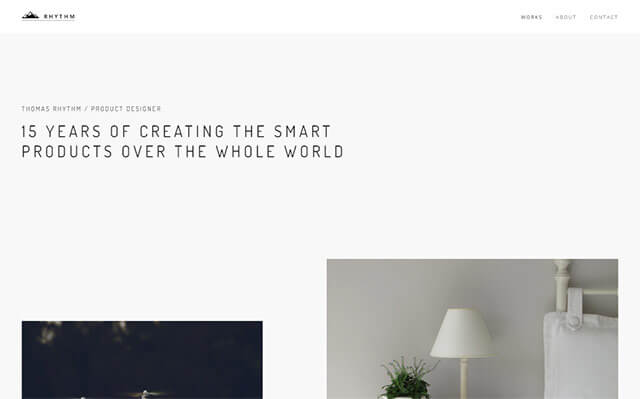 RHYTHM
WORKS ABOUT CONTACT
THOMAS RHYTHM / PRODUCT DESIGNER
15 YEARS OF CREATING THE SMART
PRODUCTS OVER THE WHOLE WORLD